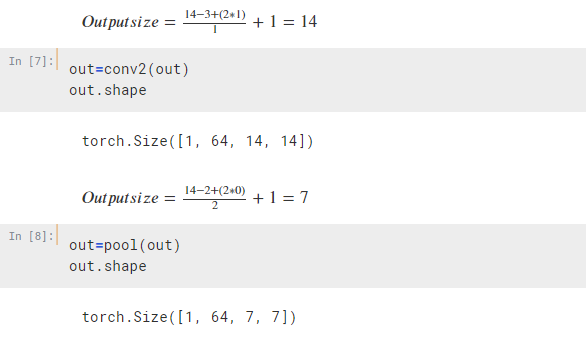 Outputsize = 14−3+(2∗1)/1 + 1 = 14
In [7]: out=conv2(out)
out.shape
torch.Size([1, 64, 14, 14])
Outputsize = 14−2+(2∗0)/2 + 1 = 7
In [8]: out=pool(out)
out.shape
torch.Size([1, 64, 7, 7])